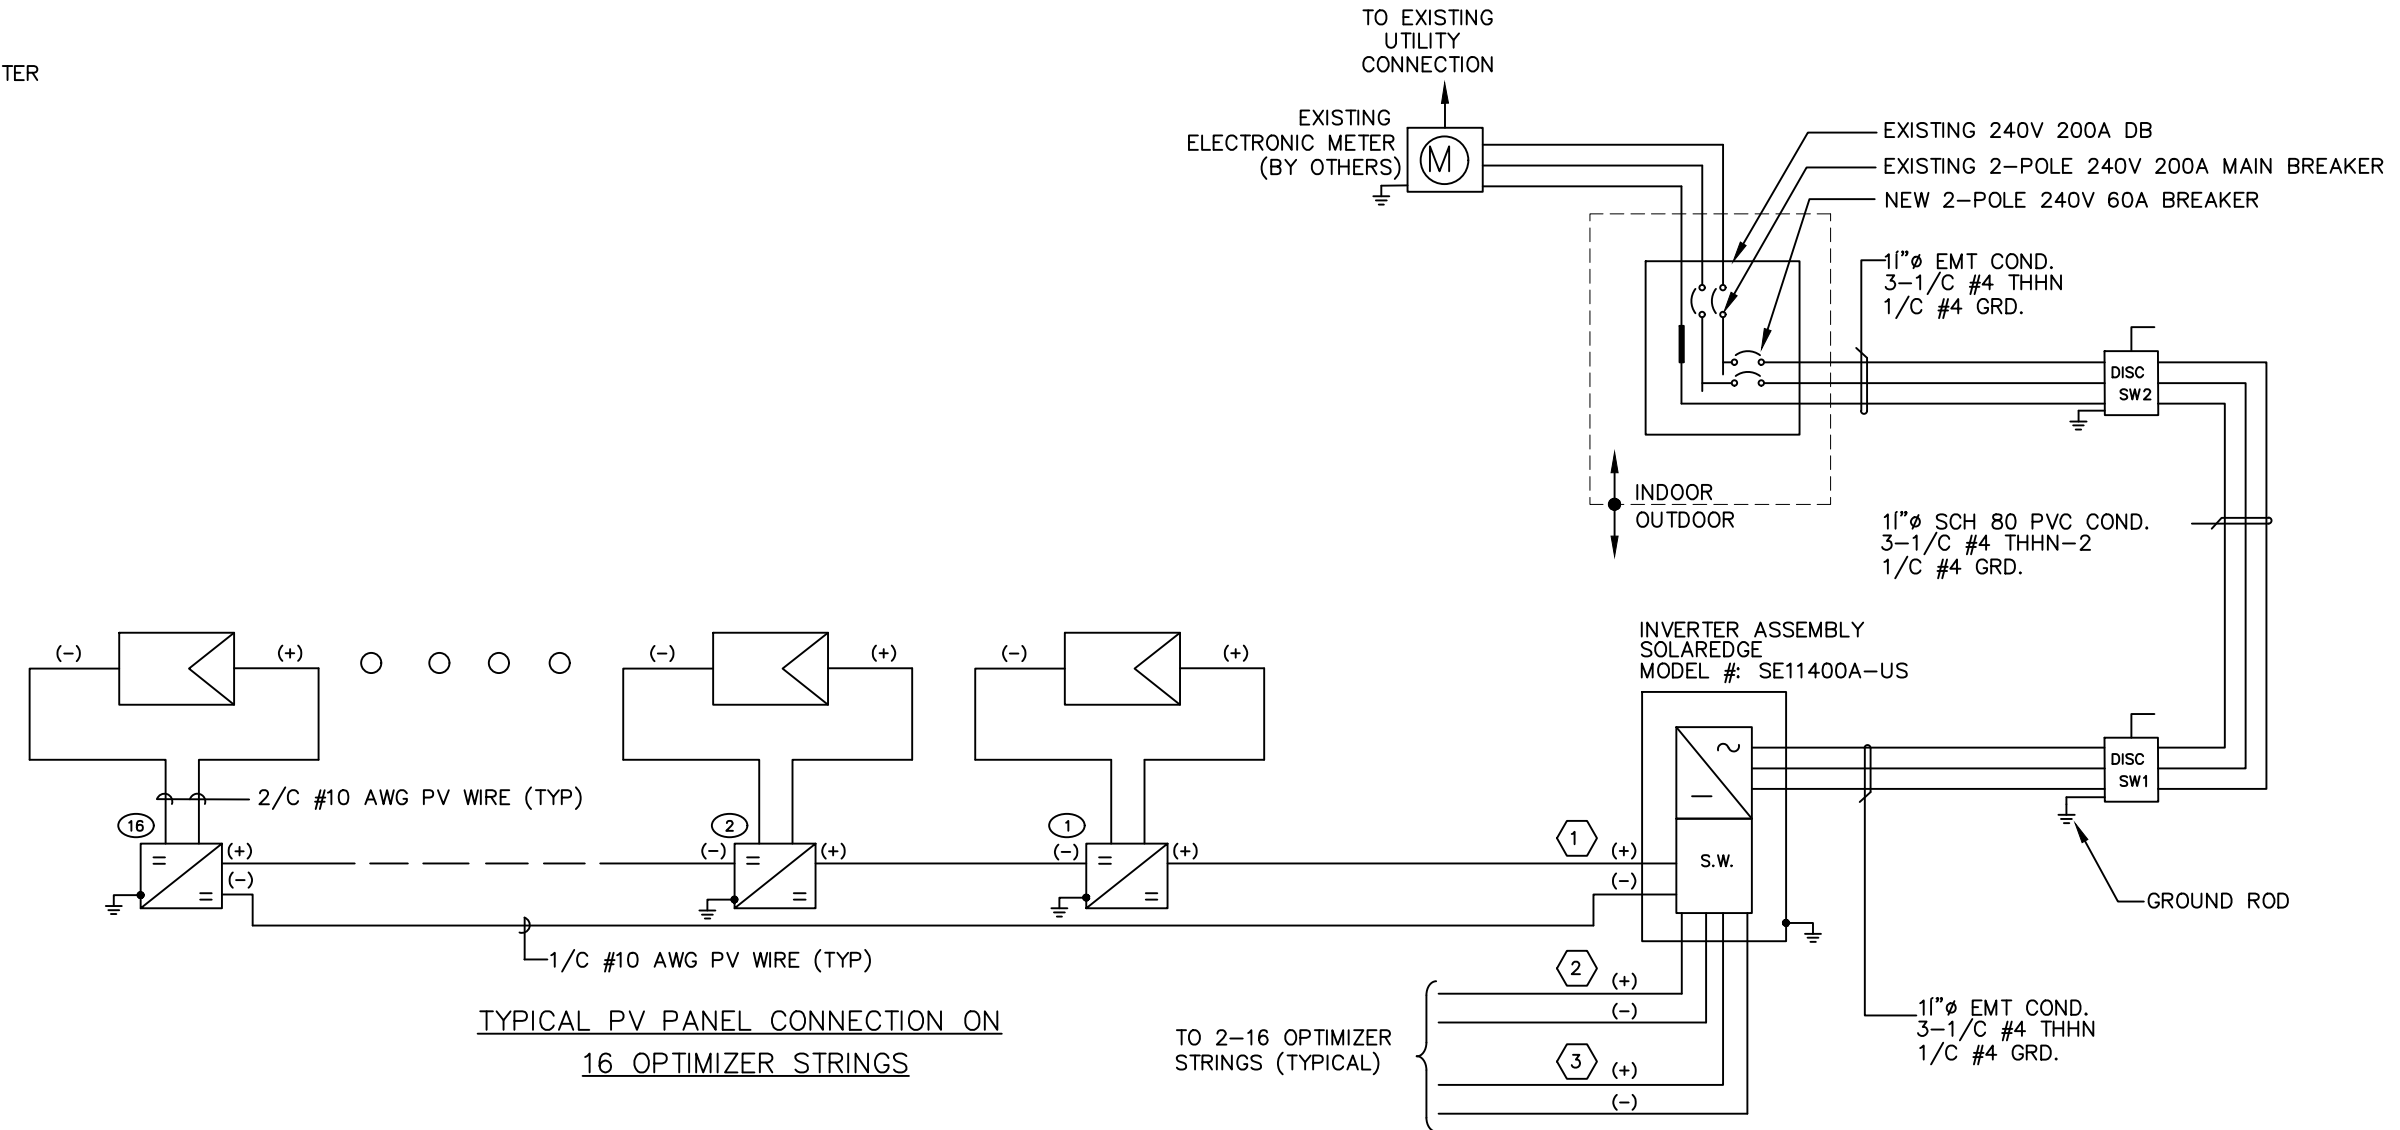 TER
TO EXISTING
UTILITY
CONNECTION
EXISTING
ELECTRONIC METER
(BY OTHERS)
M
EXISTING 240V 200A DB
EXISTING 2-POLE 240V 200A MAIN BREAKER
NEW 2-POLE 240V 60A BREAKER
1⌠"ø EMT COND.
3-1/C #4 THHN
1/C #4 GRD.
DISC
SW2
INDOOR
OUTDOOR
1⌠"ø SCH 80 PVC COND.
3-1/C #4 THHN-2
1/C #4 GRD.
INVERTER ASSEMBLY
SOLAREDGE
MODEL #: SE11400A-US
(-) (+) (-) (+) (-) (+)
DISC
SW1
2/C #10 AWG PV WIRE (TYP)
16 2 1 1
(+) (-) (+) (-) (+) (+)
S.W.
(-) (-)
GROUND ROD
1/C #10 AWG PV WIRE (TYP)
2 (+)
(-)
TYPICAL PV PANEL CONNECTION ON
16 OPTIMIZER STRINGS
TO 2-16 OPTIMIZER
STRINGS (TYPICAL)
3 (+)
(-)
1⌠"ø EMT COND.
3-1/C #4 THHN
1/C #4 GRD.